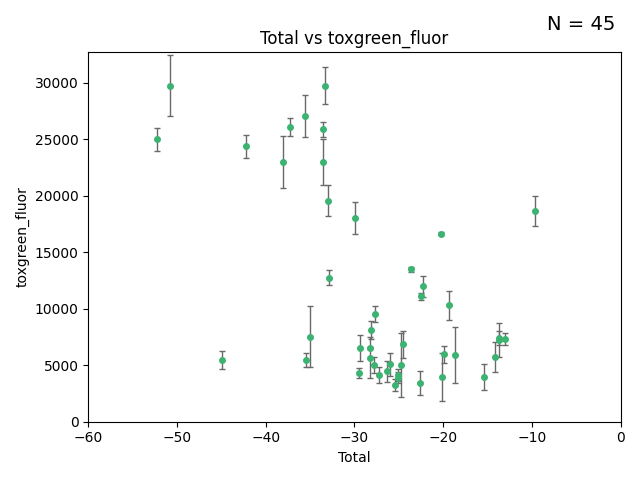 N = 45
Total vs toxgreen_fluor
30000
25000
20000
15000
10000
5000
0
toxgreen_fluor
−60 −50 −40 −30 −20 −10 0
Total